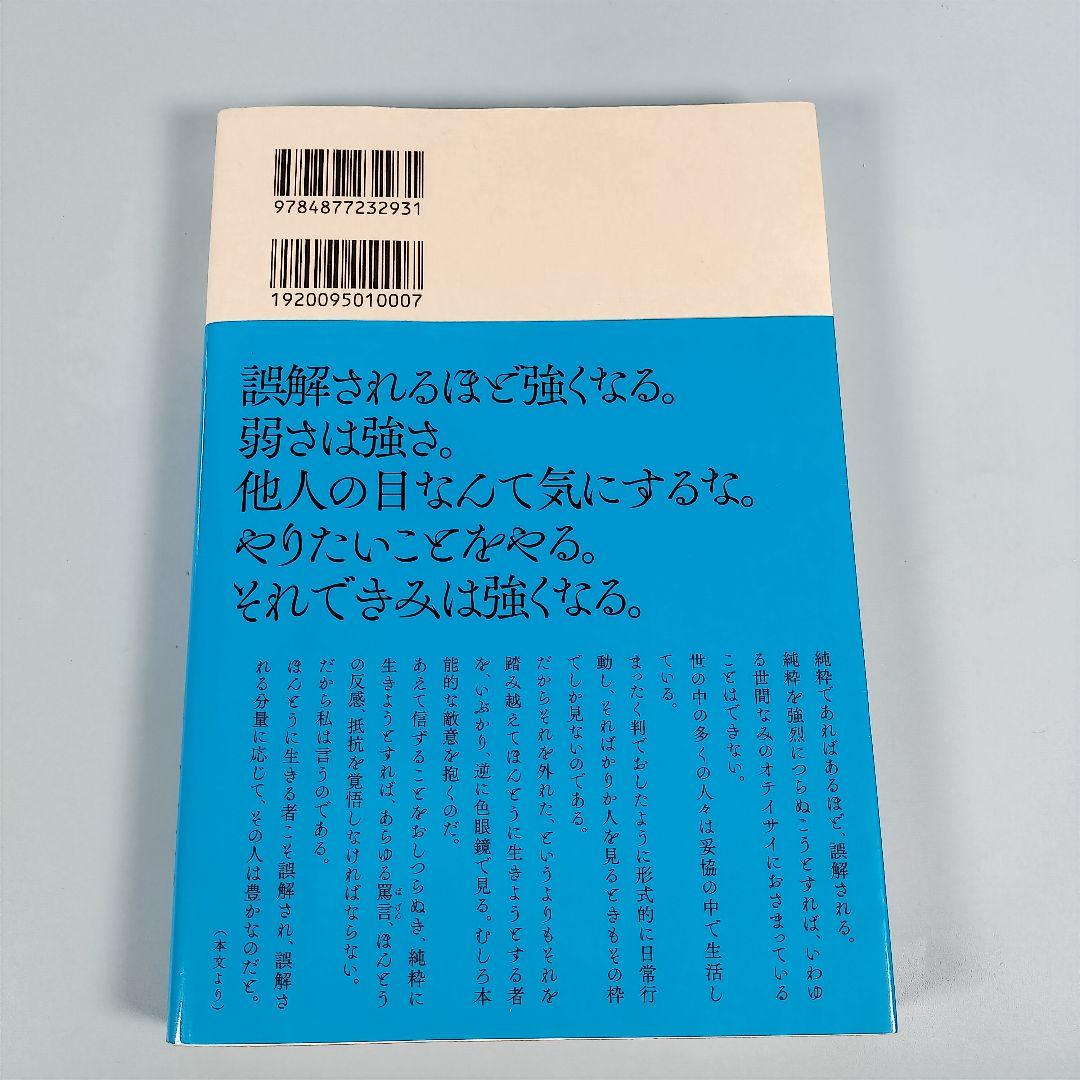 9784877232931
1920095010007
誤解されるほど強くなる。
弱さは強さ。
他人の目なんて気にするな。
やりたいことをやる。
それできみは強くなる。
純粋であればあるほど、誤解される。
純粋を強烈につらぬこうとすれば、いわゆ
る世間なみのオテイサイにおさまっている
ことはできない。
世の中の多くの人々は妥協の中で生活し
ている。
まったく判でおしたように形式的に日常行
動し、そればかりか人を見るときもその枠
でしか見ないのである。
だからそれを外れた、というよりもそれを
踏み越えてほんとうに生きようとする者
を、いぶかり、逆に色眼鏡で見る。むしろ本
能的な敵意を抱くのだ。
あえて信ずることをおしつらぬき、純粋に
生きようとすれば、あらゆる罵言、ほんとう
ばげん
の反感、抵抗を覚悟しなければならない。
だから私は言うのである。
ほんとうに生きる者こそ誤解され、誤解さ
れる分量に応じて、その人は豊かなのだと。
（本文より）